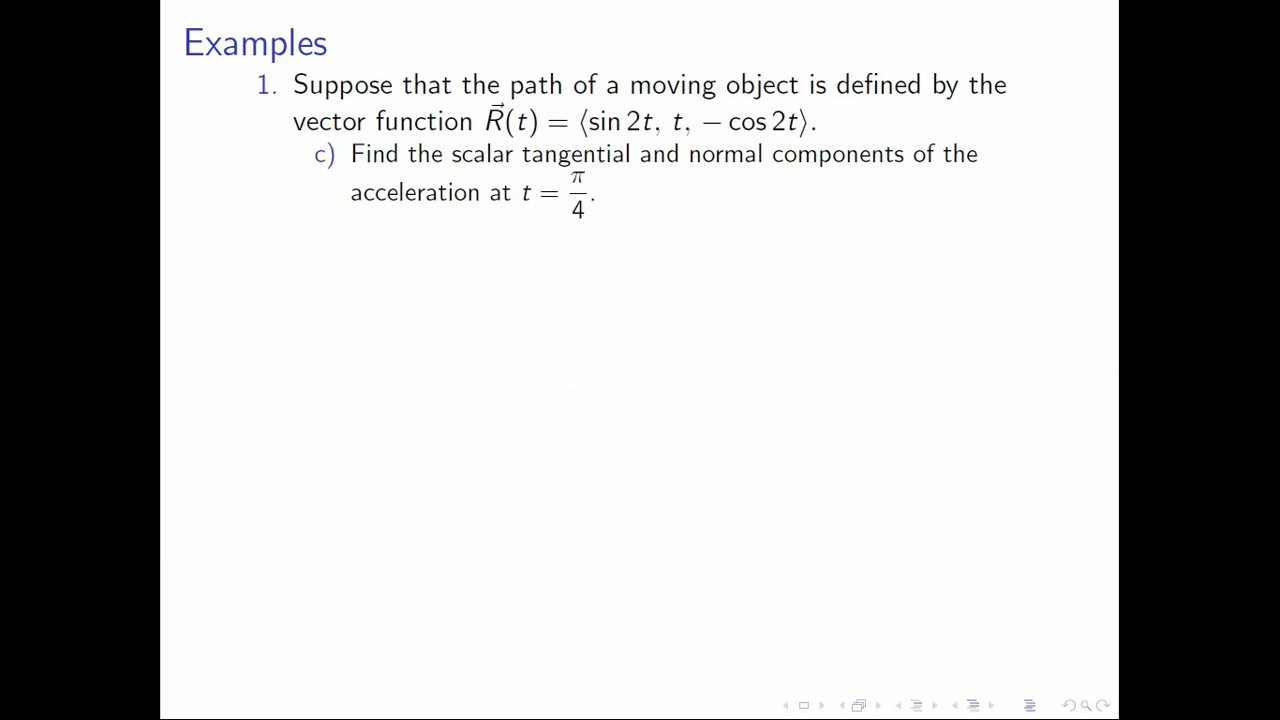 Examples
1. Suppose that the path of a moving object is defined by the
vector function R⃗(t) = ⟨sin 2t, t, − cos 2t⟩.
c) Find the scalar tangential and normal components of the
acceleration at t = π/4.